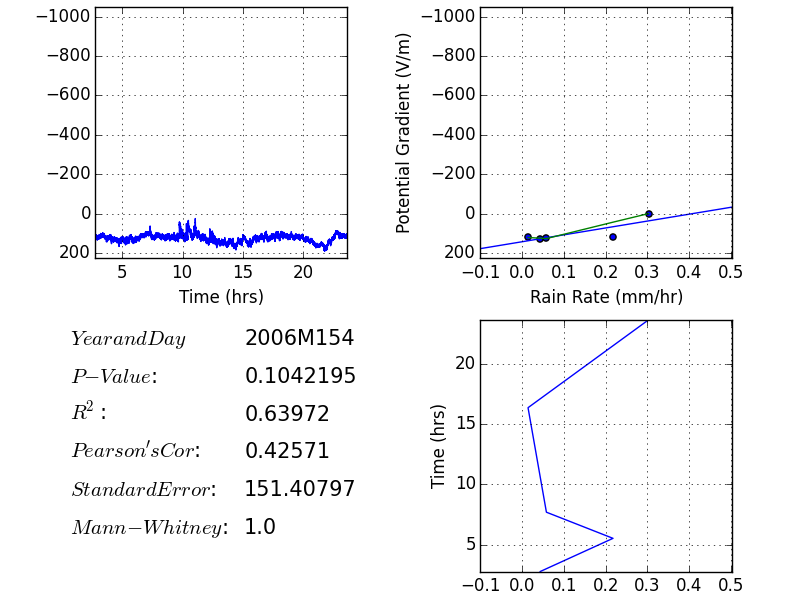 −1000
−800
−600
−400
−200
0
200
5 10 15 20
Time (hrs)
Potential Gradient (V/m)
−1000
−800
−600
−400
−200
0
200
−0.1 0.0 0.1 0.2 0.3 0.4 0.5
Rain Rate (mm/hr)
YearandDay 2006M154
P−Value: 0.1042195
R²: 0.63972
Pearson′sCor: 0.42571
StandardError: 151.40797
Mann−Whitney: 1.0
Time (hrs)
20
15
10
5
−0.1 0.0 0.1 0.2 0.3 0.4 0.5